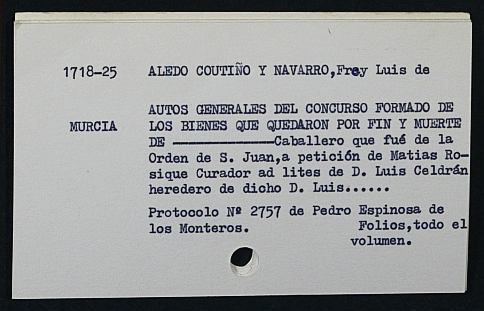 1718-25 ALEDO COUTIÑO Y NAVARRO,Frey Luis de
AUTOS GENERALES DEL CONCURSO FORMADO DE
MURCIA LOS BIENES QUE QUEDARON POR FIN Y MUERTE
DE ---------------Caballero que fué de la
Orden de S. Juan,a petición de Matias Ro-
sique Curador ad lites de D. Luis Celdrán
heredero de dicho D. Luis......
Protocolo Nº 2757 de Pedro Espinosa de
los Monteros. Folios,todo el
volumen.